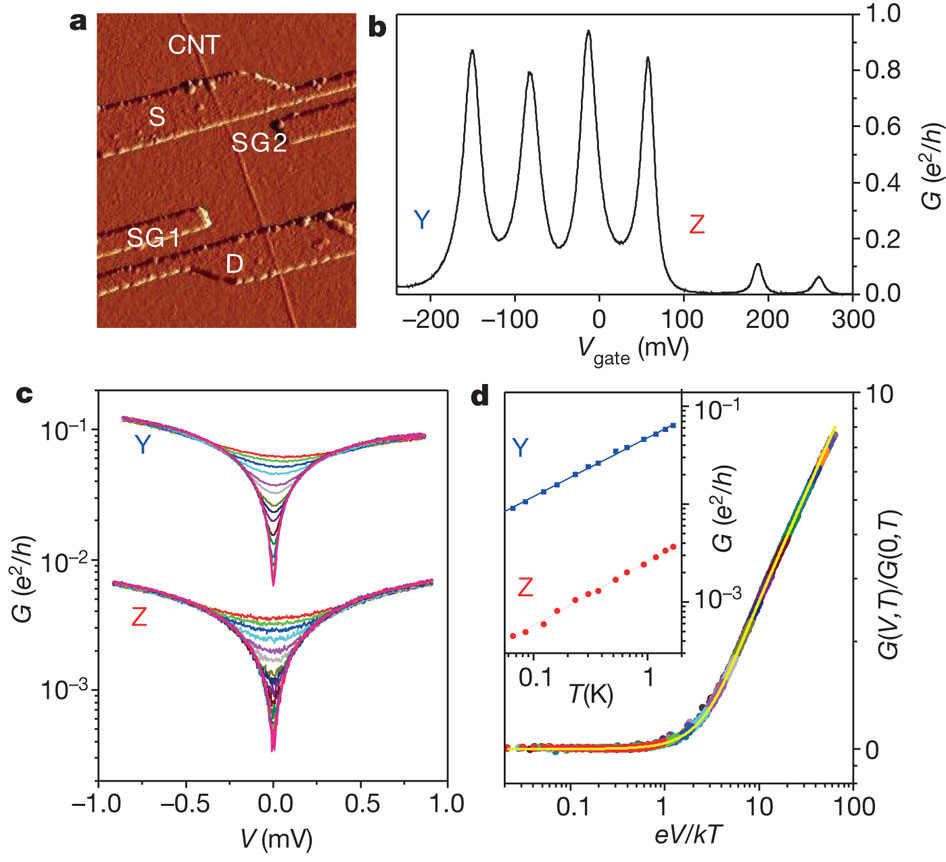 a
CNT
S
SG2
SG1
D
b
1.0
0.8
0.6
0.4
0.2
0.0
G (e²/h)
Y
Z
−200
−100
0
100
200
300
V_gate (mV)
c
10⁻¹
10⁻²
10⁻³
G (e²/h)
Y
Z
−1.0
−0.5
0.0
0.5
1.0
V (mV)
d
10
0
G(V,T)/G(0,T)
Y
Z
10⁻¹
10⁻³
G (e²/h)
0.1
1
T(K)
0.1
1
10
eV/kT